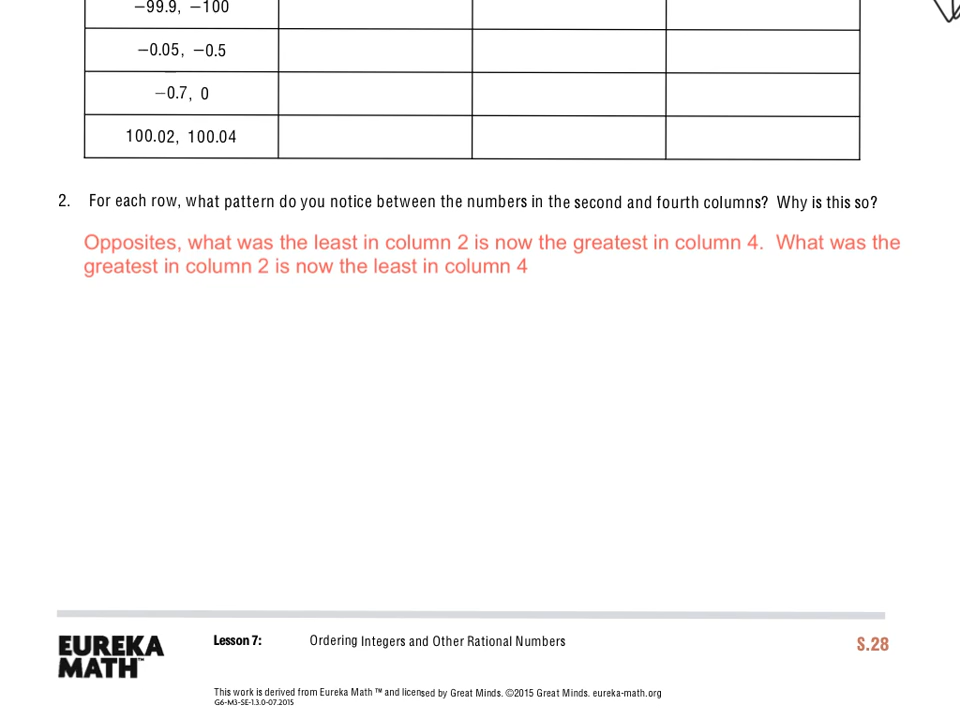 −99.9, −100
−0.05, −0.5
−0.7, 0
100.02, 100.04
2. For each row, what pattern do you notice between the numbers in the second and fourth columns? Why is this so?
Opposites, what was the least in column 2 is now the greatest in column 4. What was the
greatest in column 2 is now the least in column 4
EUREKA
MATH™
Lesson 7: Ordering Integers and Other Rational Numbers
S.28
This work is derived from Eureka Math ™ and licensed by Great Minds. ©2015 Great Minds. eureka-math.org
G6-M3-SE-1.3.0-07.2015